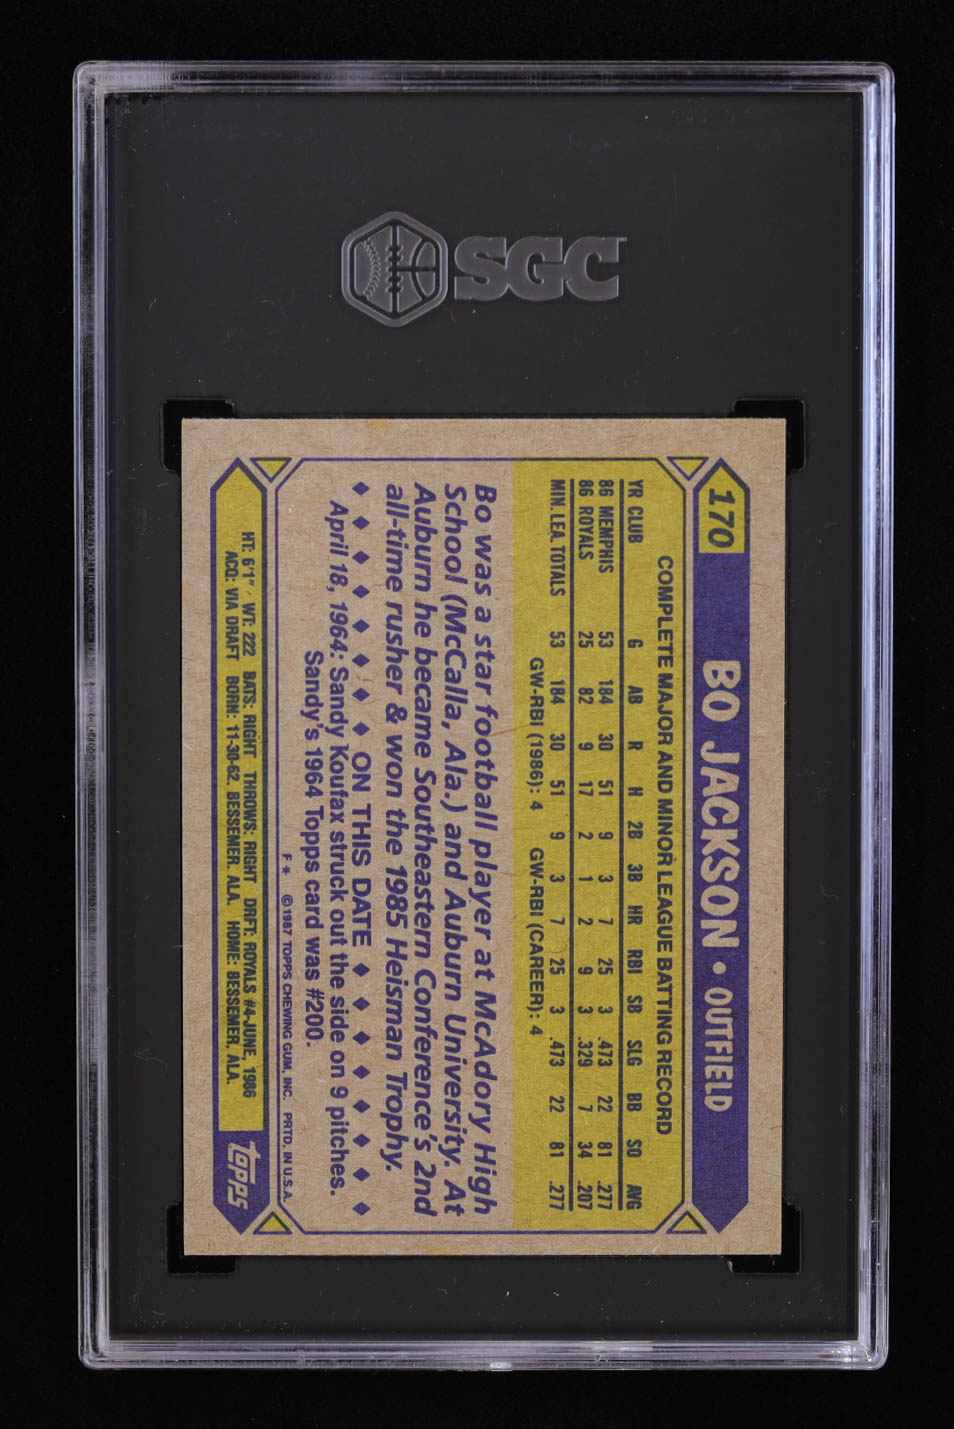 SGC
170
BO JACKSON • OUTFIELD
COMPLETE MAJOR AND MINOR LEAGUE BATTING RECORD
YR CLUB G AB R H 2B 3B HR RBI SB SLG BB SO AVG
86 MEMPHIS 53 184 30 51 9 3 7 25 3 .473 22 81 .277
86 ROYALS 25 82 9 17 2 1 2 9 3 .329 7 34 .207
MIN. LEA. TOTALS 53 184 30 51 9 3 7 25 3 .473 22 81 .277
GW-RBI (1986): 4 GW-RBI (CAREER): 4
Bo was a star football player at McAdory High
School (McCalla, Ala.) and Auburn University. At
Auburn he became Southeastern Conference's 2nd
all-time rusher & won the 1985 Heisman Trophy.
♦ ♦ ♦ ♦ ♦ ♦ ♦ ♦ ON THIS DATE ♦ ♦ ♦ ♦ ♦ ♦ ♦ ♦
April 18, 1964: Sandy Koufax struck out the side on 9 pitches.
Sandy's 1964 Topps card was #200.
F* ©1987 TOPPS CHEWING GUM, INC. PRTD. IN U.S.A.
HT: 6'1" WT: 222 BATS: RIGHT THROWS: RIGHT DRFT: ROYALS #4-JUNE, 1986
ACQ: VIA DRAFT BORN: 11-30-62, BESSEMER, ALA. HOME: BESSEMER, ALA.
TOPPS